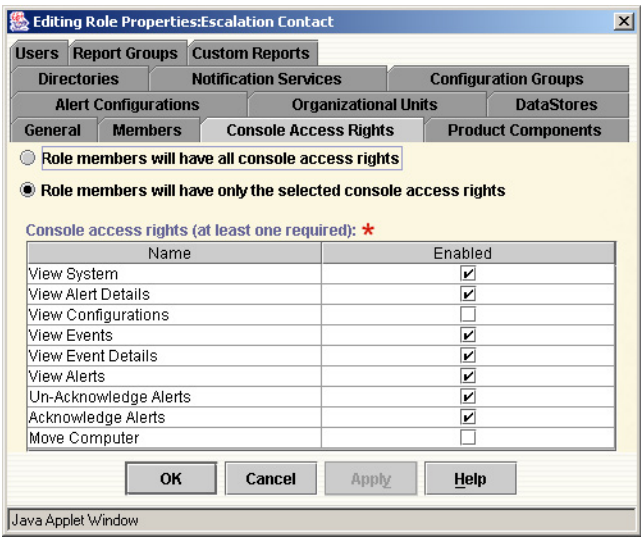 Editing Role Properties:Escalation Contact
Users Report Groups Custom Reports
Directories Notification Services Configuration Groups
Alert Configurations Organizational Units DataStores
General Members Console Access Rights Product Components
Role members will have all console access rights
Role members will have only the selected console access rights
Console access rights (at least one required): *
Name Enabled
View System
View Alert Details
View Configurations
View Events
View Event Details
View Alerts
Un-Acknowledge Alerts
Acknowledge Alerts
Move Computer
OK Cancel Apply Help
Java Applet Window